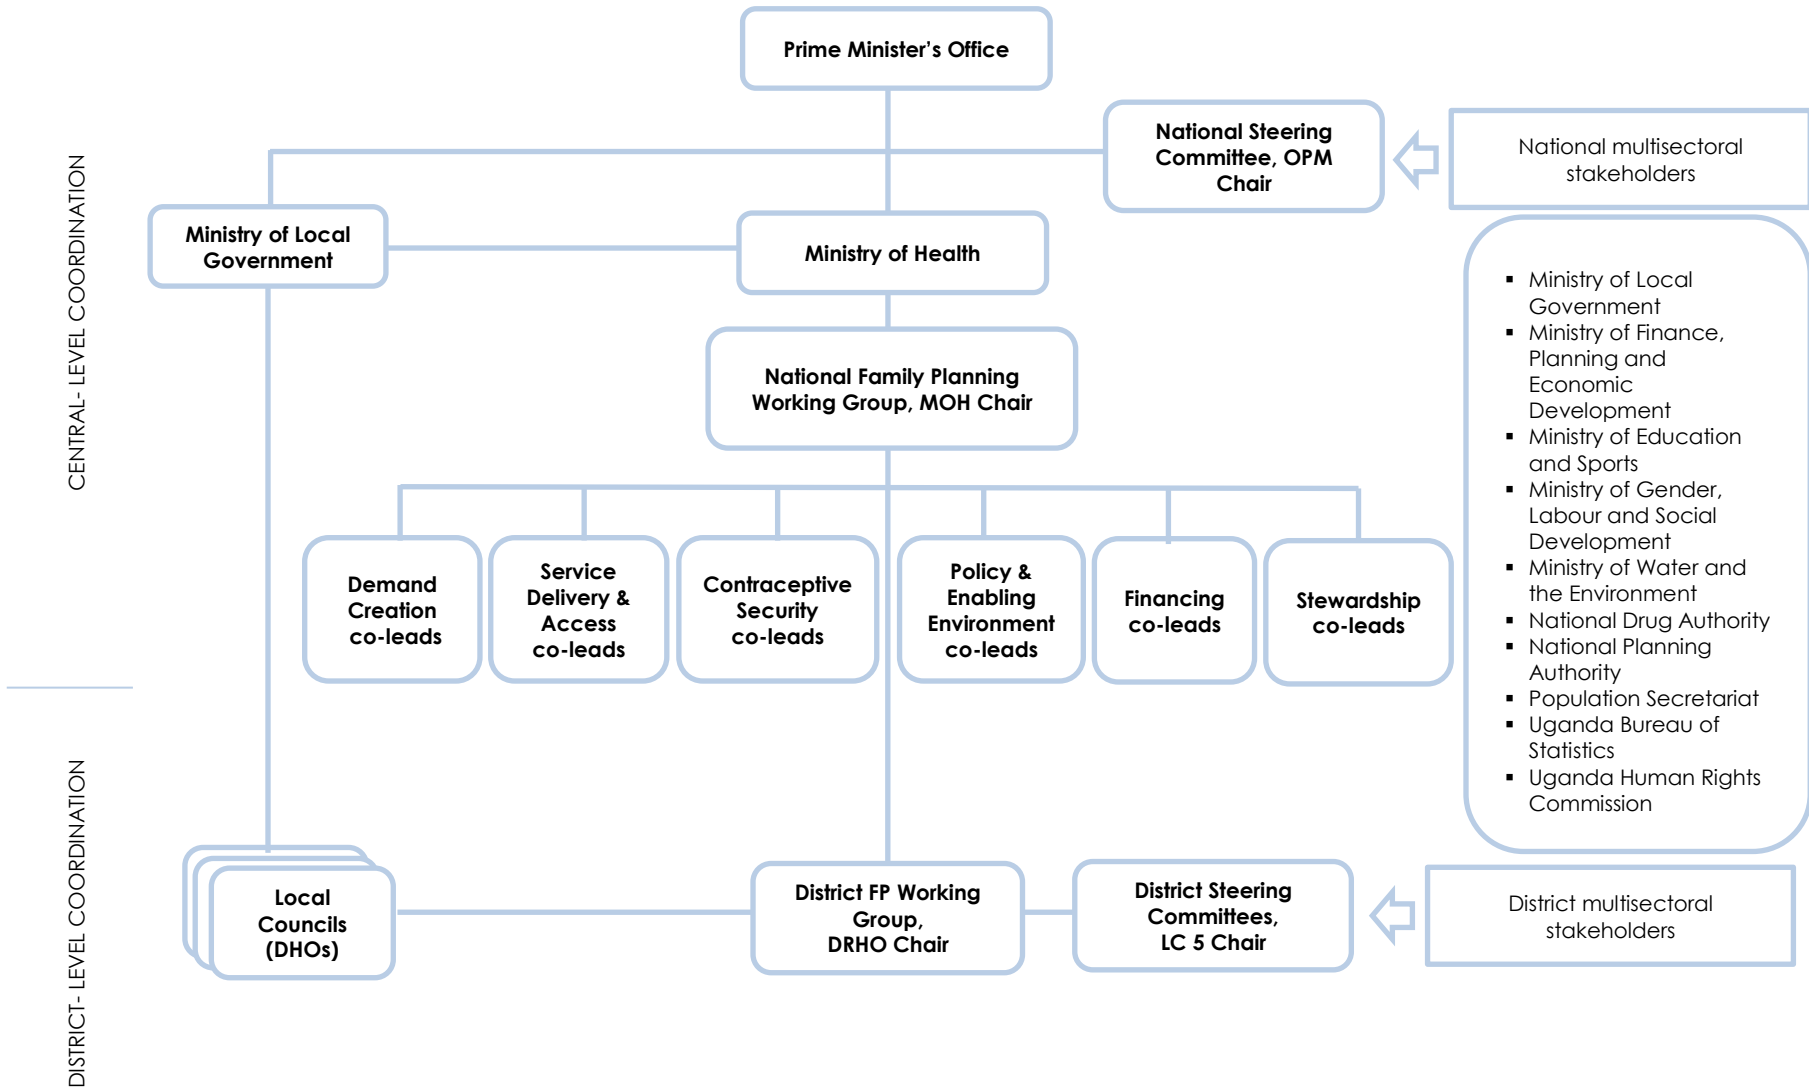 Prime Minister’s Office
National Steering
Committee, OPM
Chair
National multisectoral
stakeholders
CENTRAL- LEVEL COORDINATION
Ministry of Local
Government
Ministry of Health
▪ Ministry of Local
Government
▪ Ministry of Finance,
Planning and
Economic
Development
▪ Ministry of Education
and Sports
▪ Ministry of Gender,
Labour and Social
Development
▪ Ministry of Water and
the Environment
▪ National Drug Authority
▪ National Planning
Authority
▪ Population Secretariat
▪ Uganda Bureau of
Statistics
▪ Uganda Human Rights
Commission
National Family Planning
Working Group, MOH Chair
Demand
Creation
co-leads
Service
Delivery &
Access
co-leads
Contraceptive
Security
co-leads
Policy &
Enabling
Environment
co-leads
Financing
co-leads
Stewardship
co-leads
DISTRICT- LEVEL COORDINATION
Local
Councils
(DHOs)
District FP Working
Group,
DRHO Chair
District Steering
Committees,
LC 5 Chair
District multisectoral
stakeholders